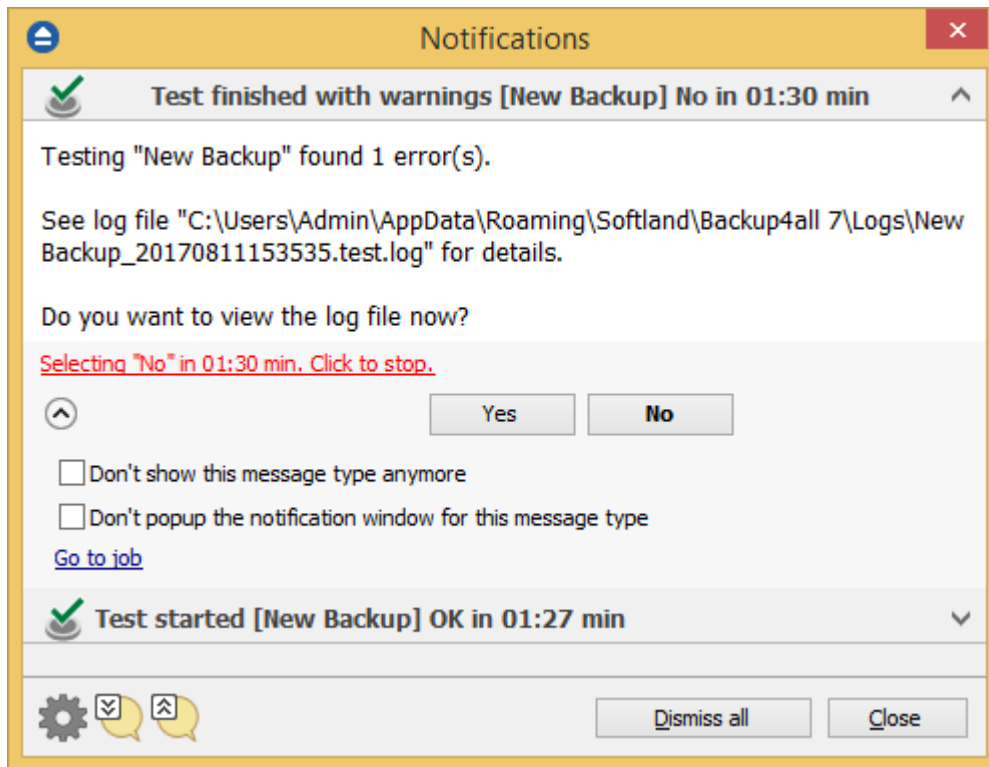 Notifications
Test finished with warnings [New Backup] No in 01:30 min
Testing "New Backup" found 1 error(s).
See log file "C:\Users\Admin\AppData\Roaming\Softland\Backup4all 7\Logs\New
Backup_20170811153535.test.log" for details.
Do you want to view the log file now?
Selecting "No" in 01:30 min. Click to stop.
Yes No
Don't show this message type anymore
Don't popup the notification window for this message type
Go to job
Test started [New Backup] OK in 01:27 min
Dismiss all Close